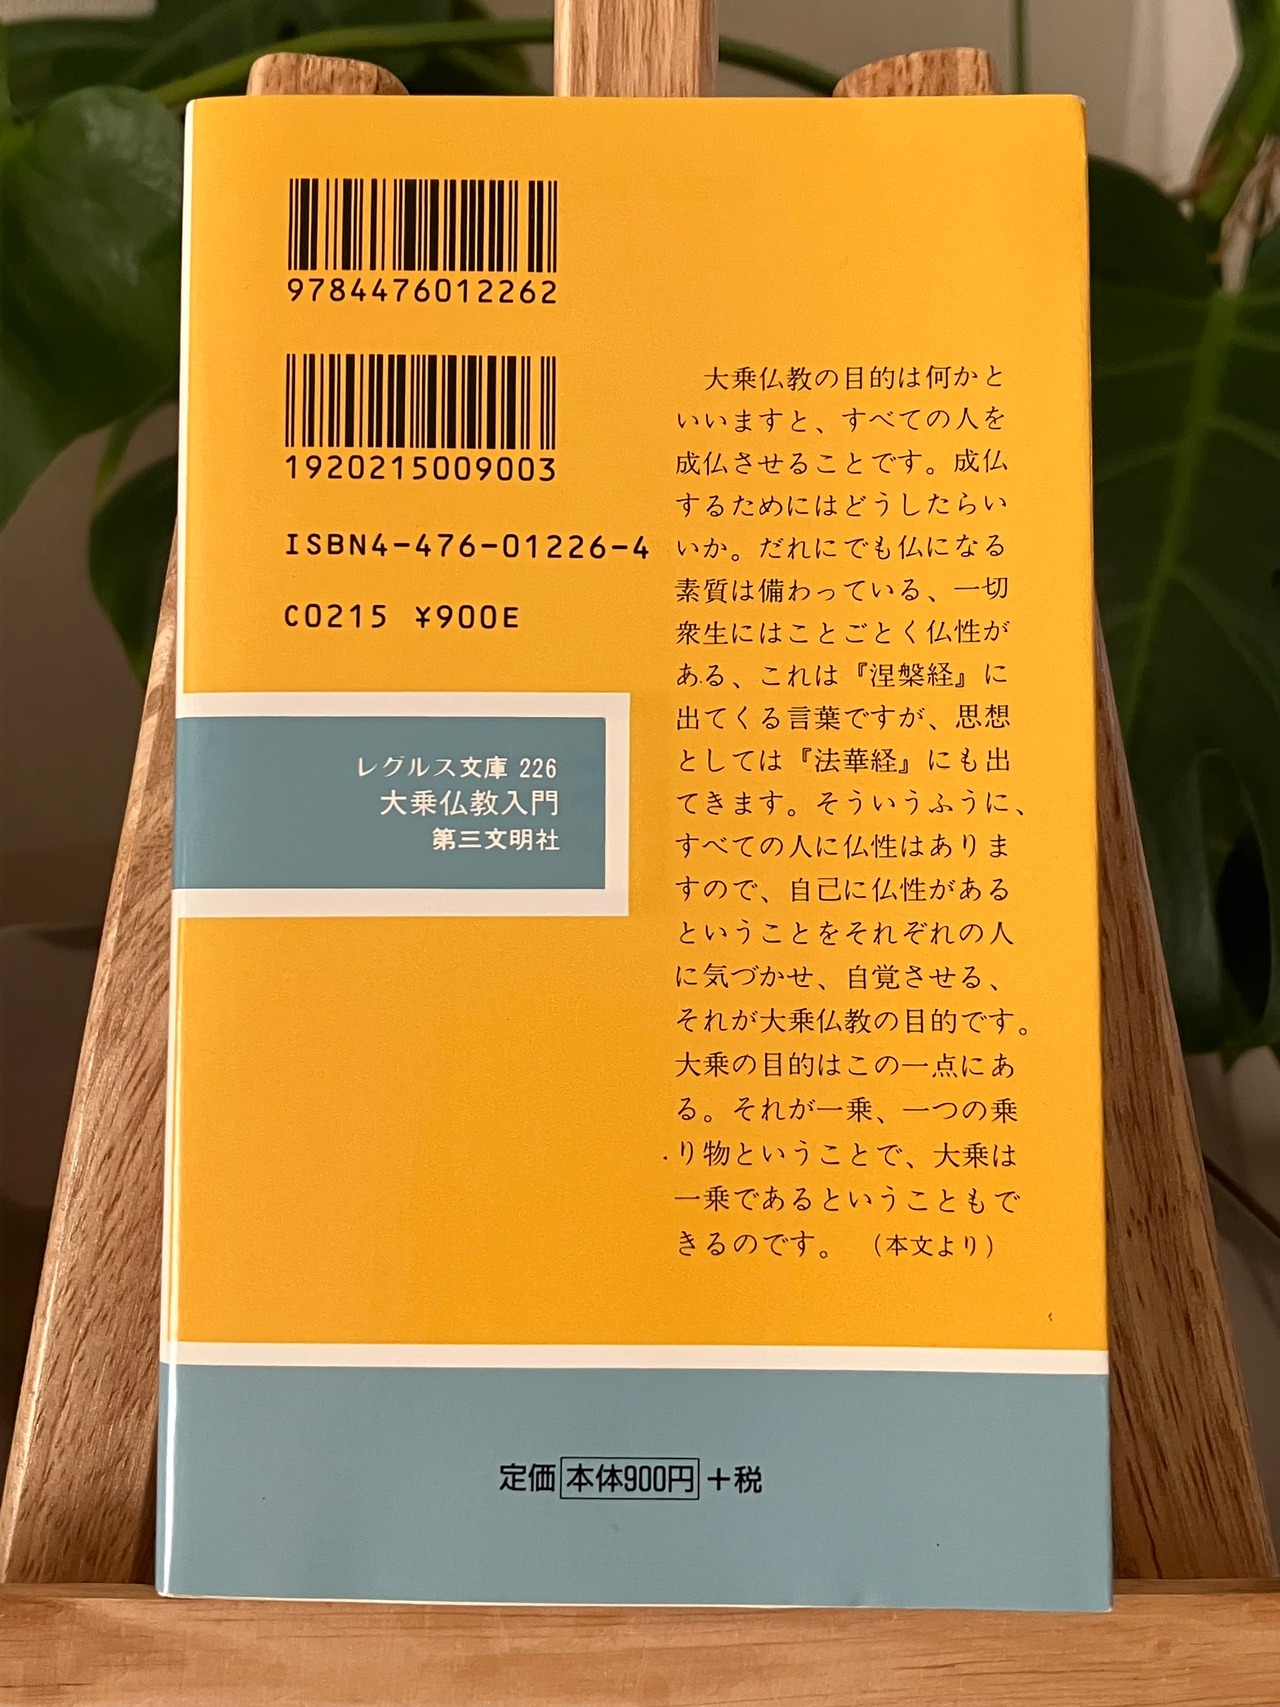 9784476012262
1920215009003
ISBN4-476-01226-4
C0215 ¥900E
レグルス文庫 226
大乗仏教入門
第三文明社
大乗仏教の目的は何かと
いいますと、すべての人を
成仏させることです。成仏
するためにはどうしたらい
いか。だれにでも仏になる
素質は備わっている、一切
衆生にはことごとく仏性が
ある、これは『涅槃経』に
出てくる言葉ですが、思想
としては『法華経』にも出
てきます。そういうふうに、
すべての人に仏性はありま
すので、自己に仏性がある
ということをそれぞれの人
に気づかせ、自覚させる、
それが大乗仏教の目的です。
大乗の目的はこの一点にあ
る。それが一乗、一つの乗
り物ということで、大乗は
一乗であるということもで
きるのです。 (本文より)
定価 本体900円 +税